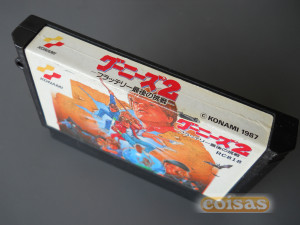 KONAMI
グーニーズ2
フラッテリー最後の挑戦
© KONAMI 1987
KONAMI
グーニーズ2
フラッテリー最後の挑戦
RC818
coisas